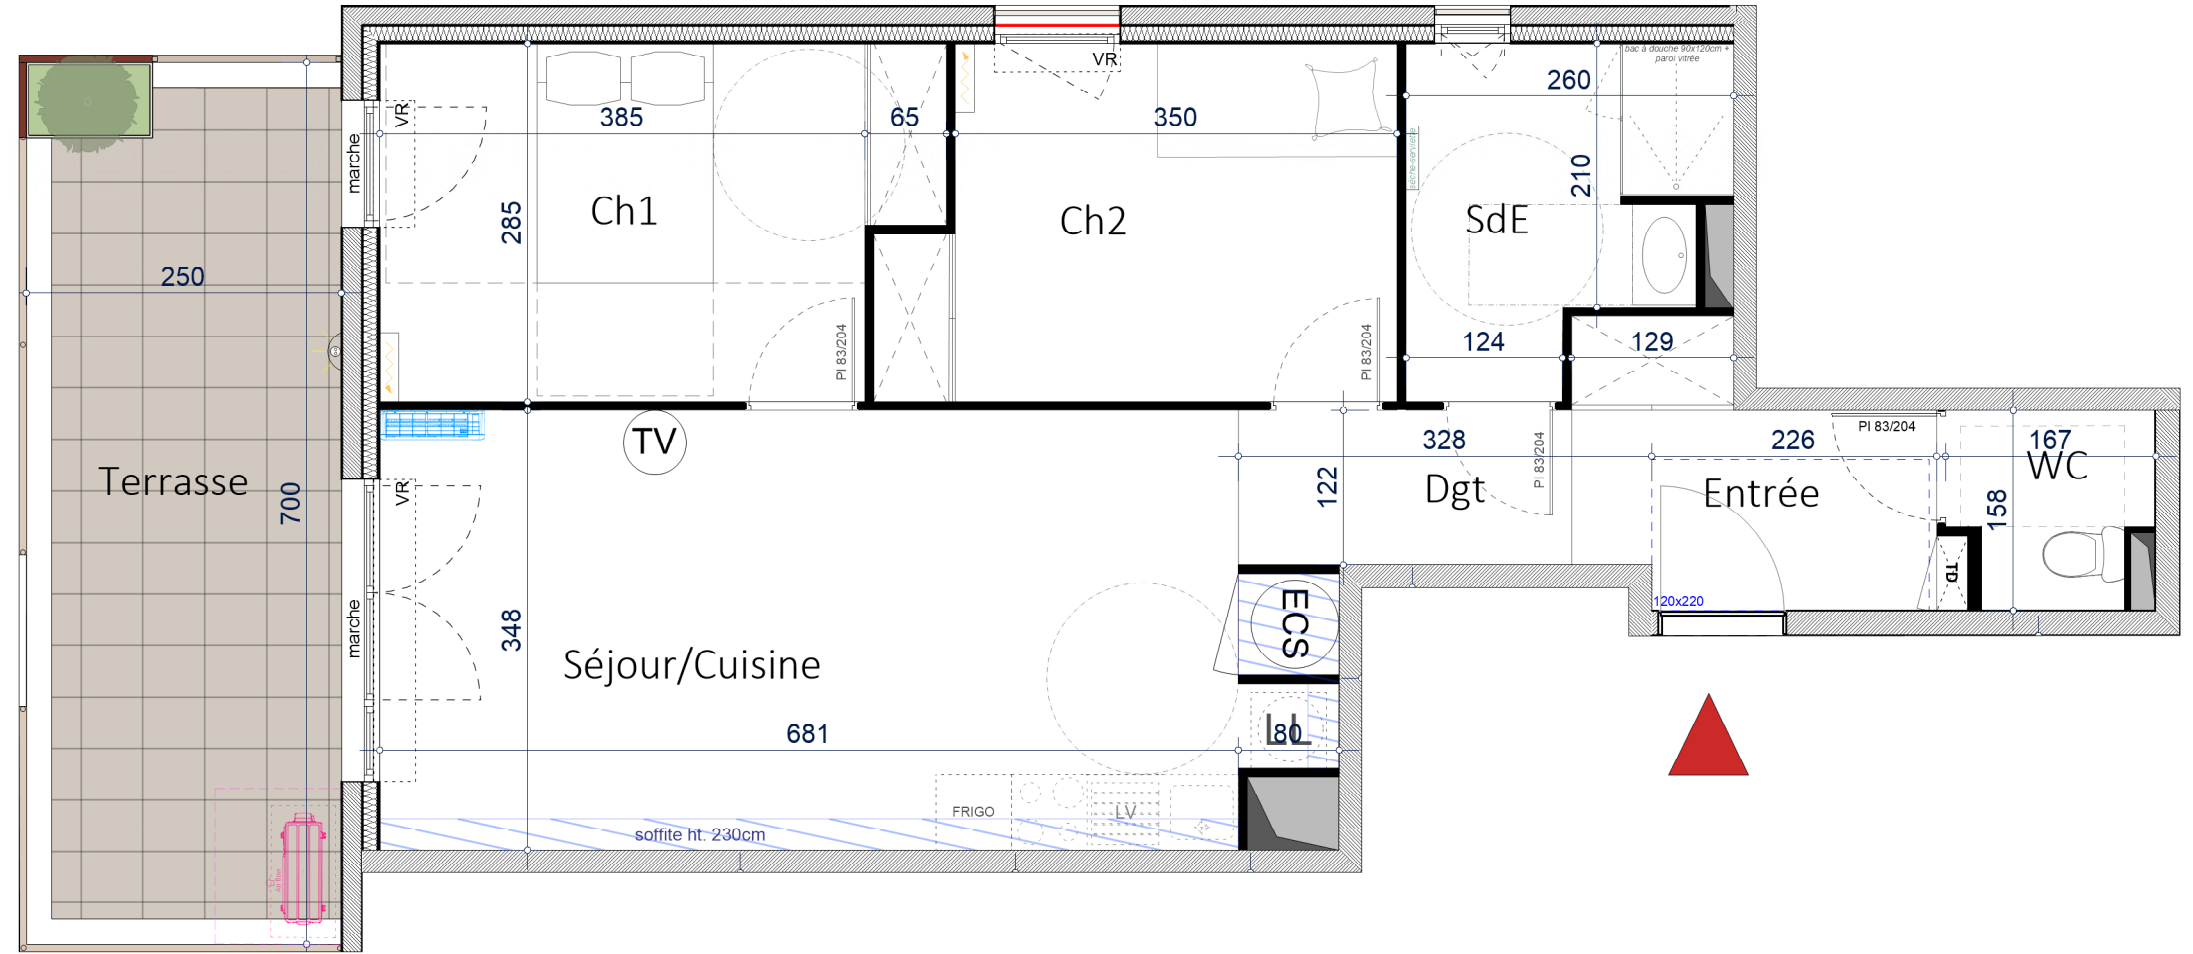 bac à douche 90x120cm +
paroi vitrée
VR
VR
260
385
65
350
marche
sèche-serviette
210
Ch1
Ch2
SdE
285
250
PI 83/204
PI 83/204
124
129
TV
328
PI 83/204
226
PI 83/204
167
WC
Terrasse
700
VR
122
Dgt
Entrée
158
TD
120x220
ECS
marche
348
Séjour/Cuisine
681
LL
80
FRIGO
LV
soffite ht. 230cm